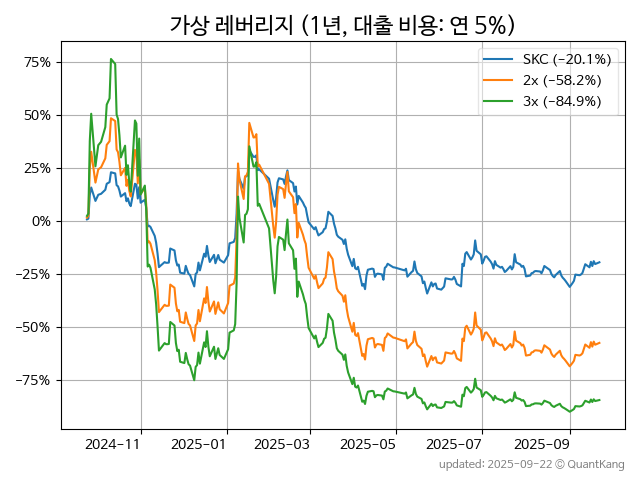 가상 레버리지 (1년, 대출 비용: 연 5%)
SKC (−20.1%)
2x (−58.2%)
3x (−84.9%)
75%
50%
25%
0%
−25%
−50%
−75%
2024-11
2025-01
2025-03
2025-05
2025-07
2025-09
updated: 2025-09-22 © QuantKang